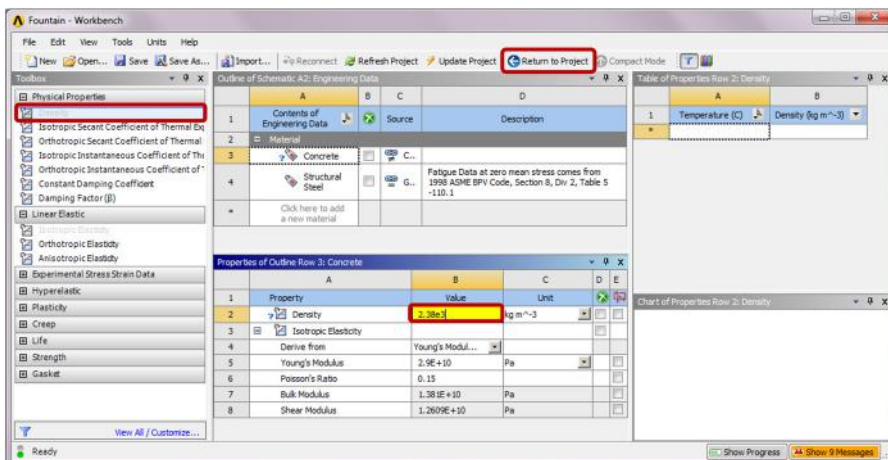 Fountain - Workbench
File Edit View Tools Units Help
New Open... Save Save As... Import... Reconnect Refresh Project Update Project Return to Project Compact Mode
Toolbox
Outline of Schematic A2: Engineering Data
Table of Properties Row 2: Density
Physical Properties
Density
Isotropic Secant Coefficient of Thermal Exp
Orthotropic Secant Coefficient of Thermal
Isotropic Instantaneous Coefficient of The
Orthotropic Instantaneous Coefficient of
Constant Damping Coefficient
Damping Factor (β)
Linear Elastic
Isotropic Elasticity
Orthotropic Elasticity
Anisotropic Elasticity
Experimental Stress Strain Data
Hyperelastic
Plasticity
Creep
Life
Strength
Gasket
View All / Customize...
A B C D
1 Contents of Engineering Data Source Description
2 Material
3 Concrete C...
4 Structural Steel G... Fatigue Data at zero mean stress comes from
1998 ASME BPV Code, Section 8, Div 2, Table 5
-110.1
* Click here to add
a new material
A B
1 Temperature (C) Density (kg m^-3)
*
Properties of Outline Row 3: Concrete
A B C D E
1 Property Value Unit
2 Density 2.38e3 kg m^-3
3 Isotropic Elasticity
4 Derive from Young's Modul...
5 Young's Modulus 2.9E+10 Pa
6 Poisson's Ratio 0.15
7 Bulk Modulus 1.381E+10 Pa
8 Shear Modulus 1.2609E+10 Pa
Chart of Properties Row 2: Density
Ready
Show Progress Show 9 Messages